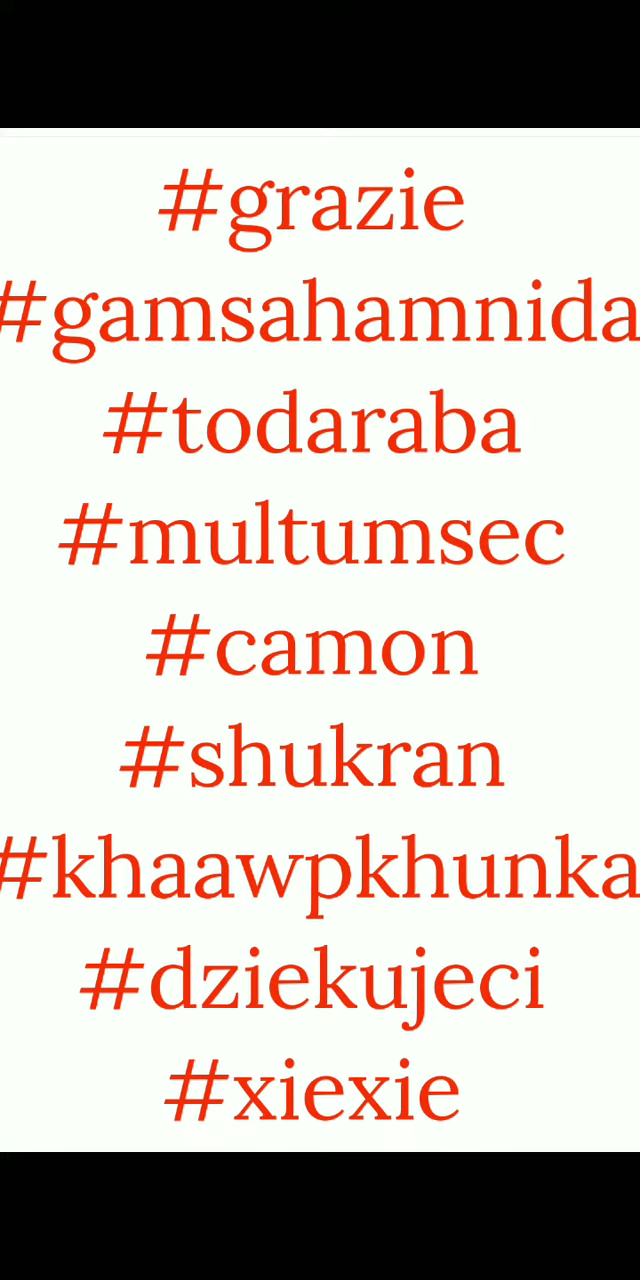 #grazie
#gamsahamnida
#todaraba
#multumsec
#camon
#shukran
#khaawpkhunka
#dziekujeci
#xiexie